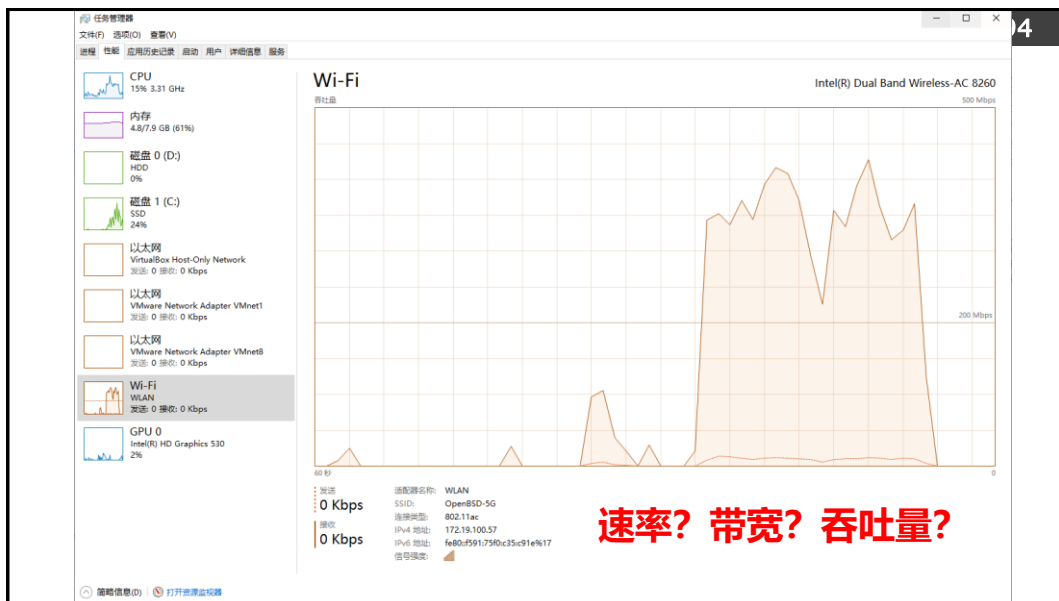 任务管理器
文件(F) 选项(O) 查看(V)
进程 性能 应用历史记录 启动 用户 详细信息 服务
04
CPU
15% 3.31 GHz
内存
4.8/7.9 GB (61%)
磁盘 0 (D:)
HDD
0%
磁盘 1 (C:)
SSD
24%
以太网
VirtualBox Host-Only Network
发送: 0 接收: 0 Kbps
以太网
VMware Network Adapter VMnet1
发送: 0 接收: 0 Kbps
以太网
VMware Network Adapter VMnet8
发送: 0 接收: 0 Kbps
Wi-Fi
WLAN
发送: 0 接收: 0 Kbps
GPU 0
Intel(R) HD Graphics 530
2%
Wi-Fi
Intel(R) Dual Band Wireless-AC 8260
吞吐量
500 Mbps
200 Mbps
60 秒
0
发送
0 Kbps
接收
0 Kbps
适配器名称: WLAN
SSID: OpenBSD-5G
连接类型: 802.11ac
IPv4 地址: 172.19.100.57
IPv6 地址: fe80::f591:75f0:c35:c91e%17
信号强度:
速率？带宽？吞吐量？
简略信息(D)
打开资源监视器